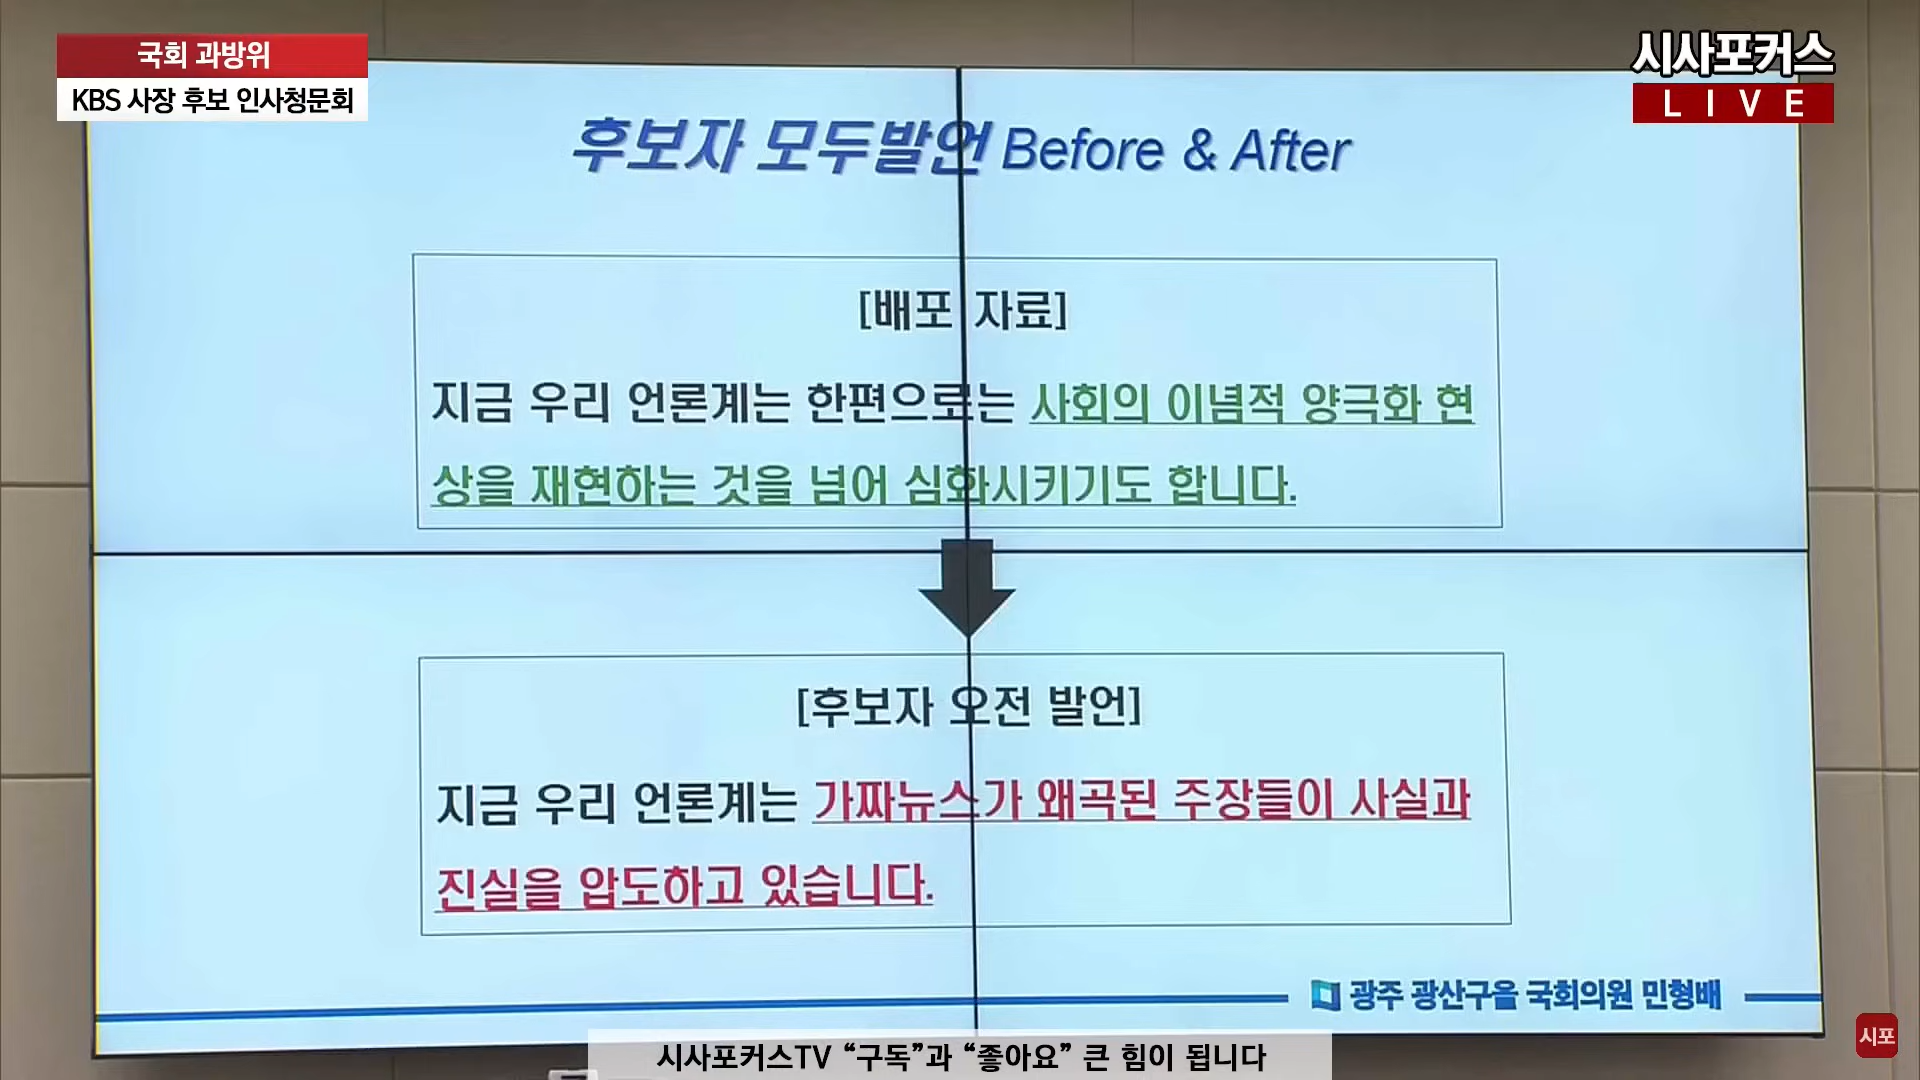 국회 과방위
KBS 사장 후보 인사청문회
시사포커스
LIVE
후보자 모두발언 Before & After
[배포 자료]
지금 우리 언론계는 한편으로는 사회의 이념적 양극화 현
상을 재현하는 것을 넘어 심화시키기도 합니다.
[후보자 오전 발언]
지금 우리 언론계는 가짜뉴스가 왜곡된 주장들이 사실과
진실을 압도하고 있습니다.
광주 광산구을 국회의원 민형배
시사포커스TV “구독”과 “좋아요” 큰 힘이 됩니다
시포